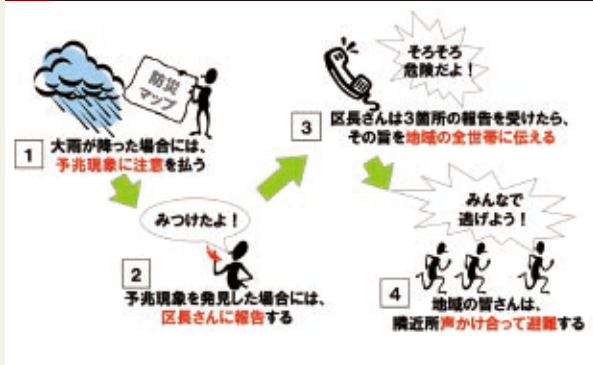 防災
マップ
1
大雨が降った場合には、
予兆現象に注意を払う
みつけたよ！
2
予兆現象を発見した場合には、
区長さんに報告する
そろそろ
危険だよ！
3
区長さんは3箇所の報告を受けたら、
その旨を地域の全世帯に伝える
みんなで
逃げよう！
4
地域の皆さんは、
隣近所声かけ合って避難する